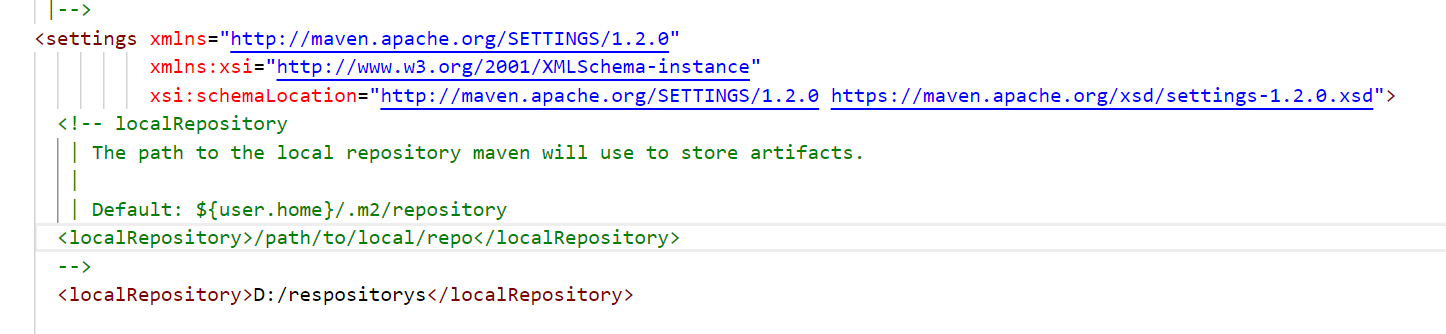 |-->
<settings xmlns="http://maven.apache.org/SETTINGS/1.2.0"
xmlns:xsi="http://www.w3.org/2001/XMLSchema-instance"
xsi:schemaLocation="http://maven.apache.org/SETTINGS/1.2.0 https://maven.apache.org/xsd/settings-1.2.0.xsd">
<!-- localRepository
| The path to the local repository maven will use to store artifacts.
|
| Default: ${user.home}/.m2/repository
<localRepository>/path/to/local/repo</localRepository>
-->
<localRepository>D:/respositorys</localRepository>